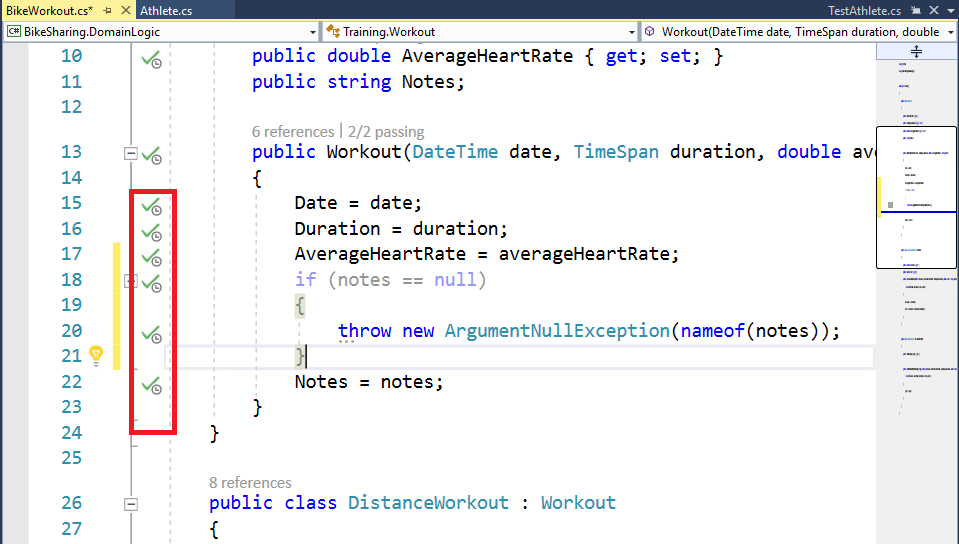 BikeWorkout.cs* Athlete.cs TestAthlete.cs
C# BikeSharing.DomainLogic Training.Workout Workout(DateTime date, TimeSpan duration, double
10 public double AverageHeartRate { get; set; }
11 public string Notes;
12
6 references | 2/2 passing
13 public Workout(DateTime date, TimeSpan duration, double ave
14 {
15 Date = date;
16 Duration = duration;
17 AverageHeartRate = averageHeartRate;
18 if (notes == null)
19 {
20 throw new ArgumentNullException(nameof(notes));
21 }
22 Notes = notes;
23 }
24 }
25
8 references
26 public class DistanceWorkout : Workout
27 {